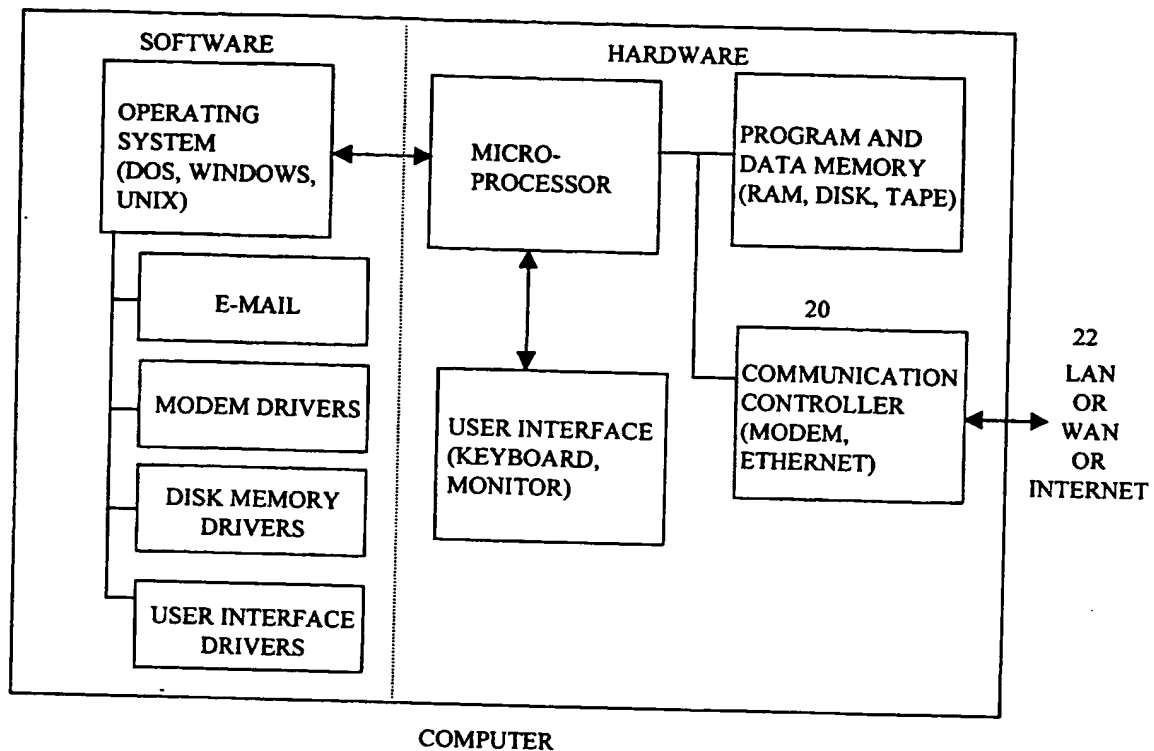 SOFTWARE
OPERATING
SYSTEM
(DOS, WINDOWS,
UNIX)
E-MAIL
MODEM DRIVERS
DISK MEMORY
DRIVERS
USER INTERFACE
DRIVERS
HARDWARE
MICRO-
PROCESSOR
USER INTERFACE
(KEYBOARD,
MONITOR)
PROGRAM AND
DATA MEMORY
(RAM, DISK, TAPE)
20
COMMUNICATION
CONTROLLER
(MODEM,
ETHERNET)
22
LAN
OR
WAN
OR
INTERNET
COMPUTER